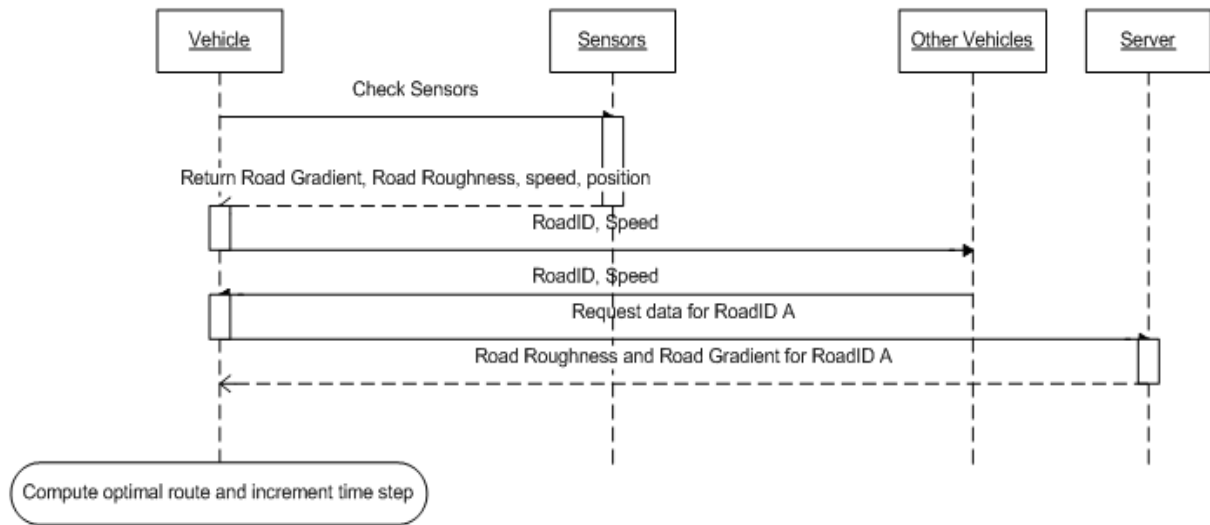 Vehicle
Sensors
Other Vehicles
Server
Check Sensors
Return Road Gradient, Road Roughness, speed, position
RoadID, Speed
RoadID, Speed
Request data for RoadID A
Road Roughness and Road Gradient for RoadID A
Compute optimal route and increment time step